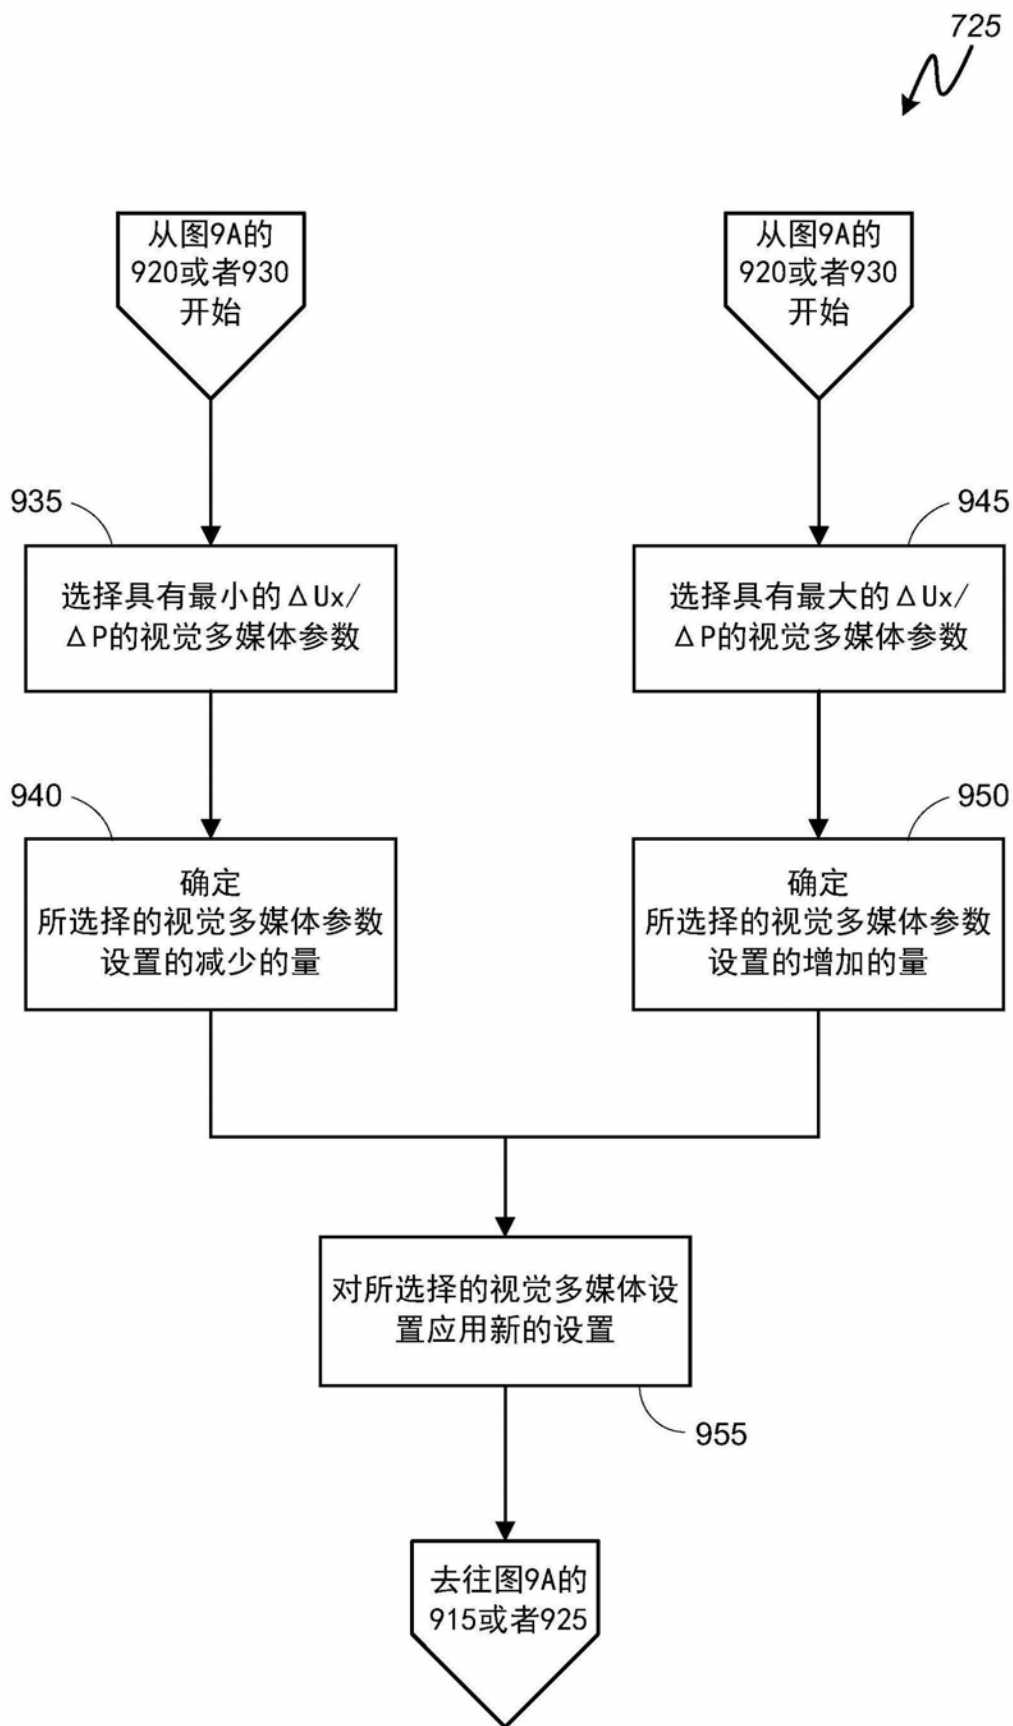 725
从图9A的
920或者930
开始
从图9A的
920或者930
开始
935
选择具有最小的ΔUx/
ΔP的视觉多媒体参数
945
选择具有最大的ΔUx/
ΔP的视觉多媒体参数
940
确定
所选择的视觉多媒体参数
设置的减少的量
950
确定
所选择的视觉多媒体参数
设置的增加的量
对所选择的视觉多媒体设
置应用新的设置
955
去往图9A的
915或者925